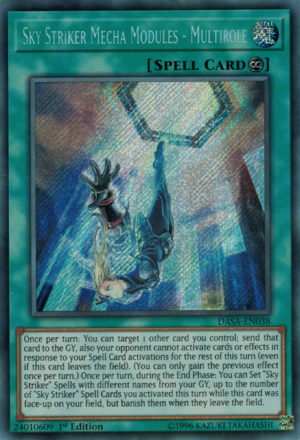 Sky Striker Mecha Modules - Multirole
[Spell Card]
DASA-EN038
Once per turn: You can target 1 other card you control; send that
card to the GY, also your opponent cannot activate cards or effects in
response to your Spell Card activations for the rest of this turn (even
if this card leaves the field). (You can only gain the previous effect
once per turn.) Once per turn, during the End Phase: You can Set "Sky
Striker" Spells with different names from your GY, up to the number
of "Sky Striker" Spell Cards you activated this turn while this card was
face-up on your field, but banish them when they leave the field.
24010609 1st Edition ©1996 KAZUKI TAKAHASHI